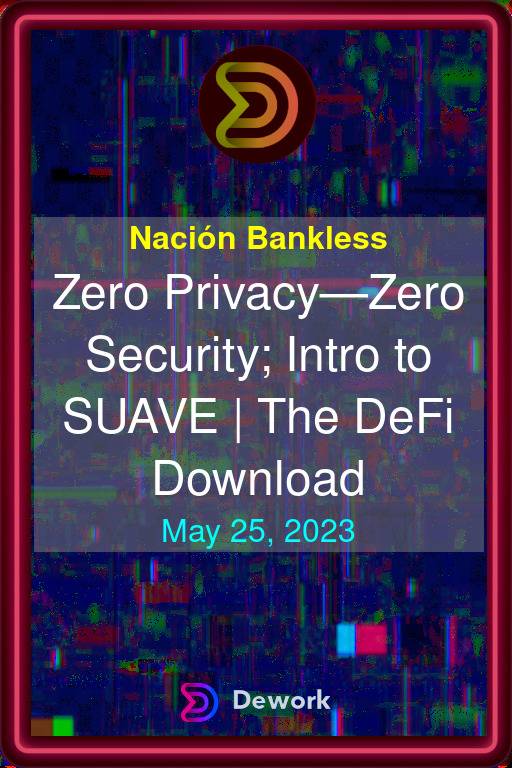 Nación Bankless
Zero Privacy—Zero
Security; Intro to
SUAVE | The DeFi
Download
May 25, 2023
Dework